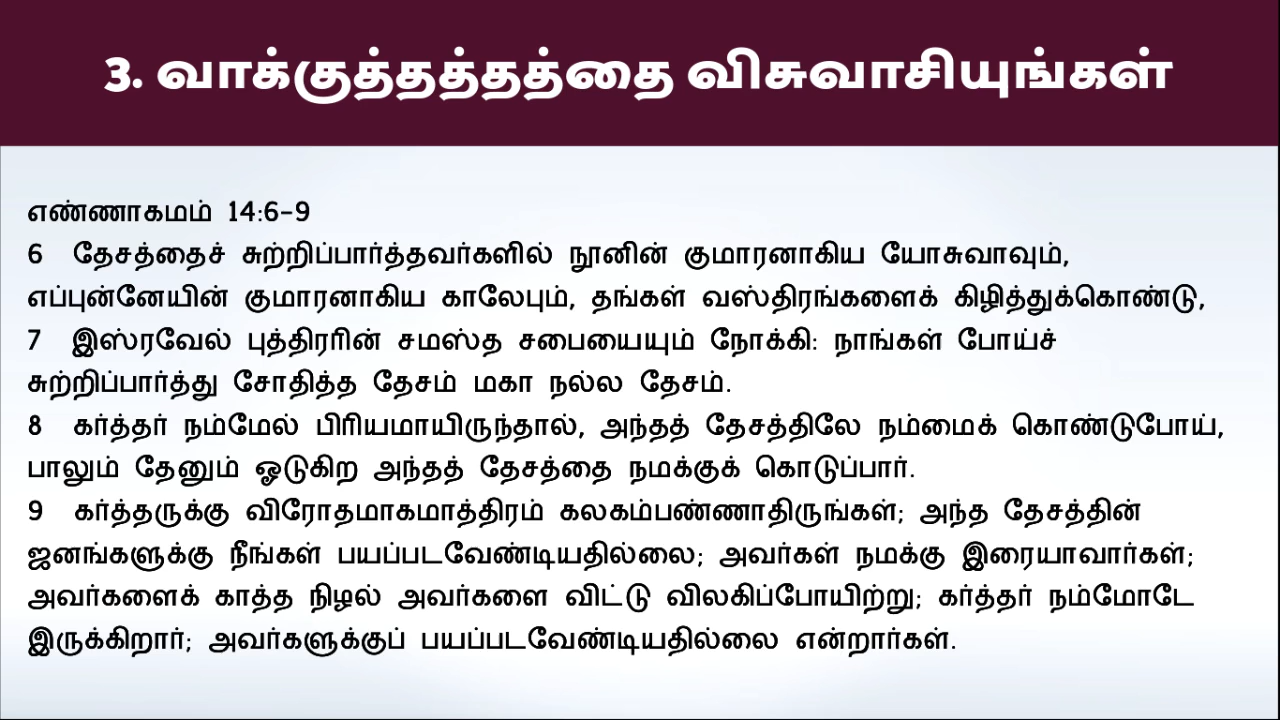 3. வாக்குத்தத்தத்தை விசுவாசியுங்கள்
எண்ணாகமம் 14:6-9
6 தேசத்தைச் சுற்றிப்பார்த்தவர்களில் நூனின் குமாரனாகிய யோசுவாவும்,
எப்புன்னேயின் குமாரனாகிய காலேபும், தங்கள் வஸ்திரங்களைக் கிழித்துக்கொண்டு,
7 இஸ்ரவேல் புத்திரரின் சமஸ்த சபையையும் நோக்கி: நாங்கள் போய்ச்
சுற்றிப்பார்த்து சோதித்த தேசம் மகா நல்ல தேசம்.
8 கர்த்தர் நம்மேல் பிரியமாயிருந்தால், அந்தத் தேசத்திலே நம்மைக் கொண்டுபோய்,
பாலும் தேனும் ஓடுகிற அந்தத் தேசத்தை நமக்குக் கொடுப்பார்.
9 கர்த்தருக்கு விரோதமாகமாத்திரம் கலகம்பண்ணாதிருங்கள்; அந்த தேசத்தின்
ஜனங்களுக்கு நீங்கள் பயப்படவேண்டியதில்லை; அவர்கள் நமக்கு இரையாவார்கள்;
அவர்களைக் காத்த நிழல் அவர்களை விட்டு விலகிப்போயிற்று; கர்த்தர் நம்மோடே
இருக்கிறார்; அவர்களுக்குப் பயப்படவேண்டியதில்லை என்றார்கள்.